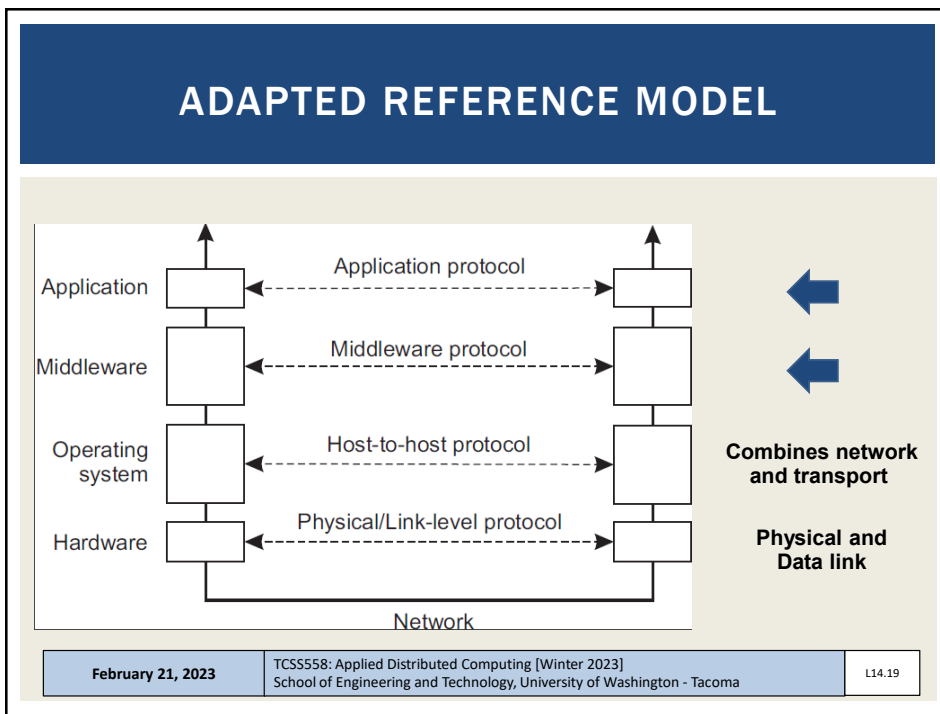 ADAPTED REFERENCE MODEL
Application
Application protocol
Middleware
Middleware protocol
Operating
system
Host-to-host protocol
Combines network
and transport
Hardware
Physical/Link-level protocol
Physical and
Data link
Network
February 21, 2023
TCSS558: Applied Distributed Computing [Winter 2023]
School of Engineering and Technology, University of Washington - Tacoma
L14.19